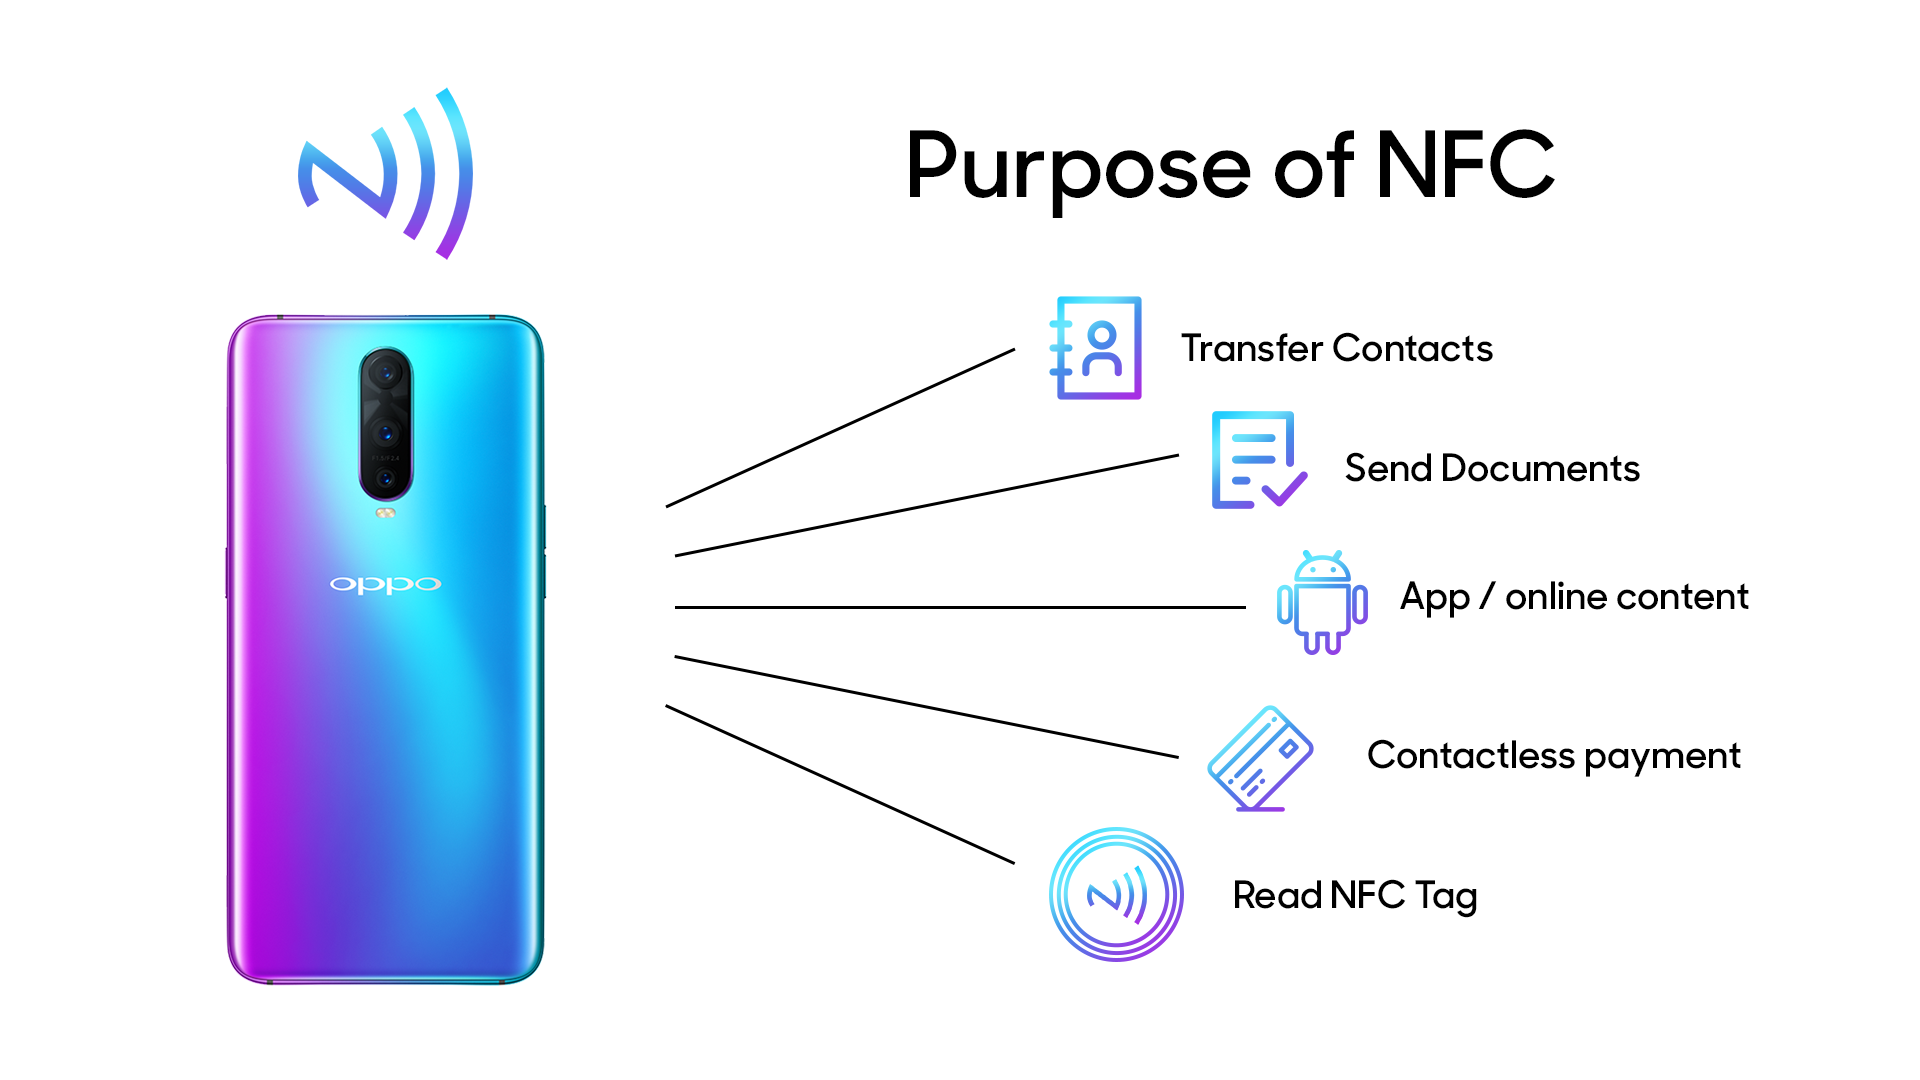 Purpose of NFC
oppo
Transfer Contacts
Send Documents
App / online content
Contactless payment
Read NFC Tag